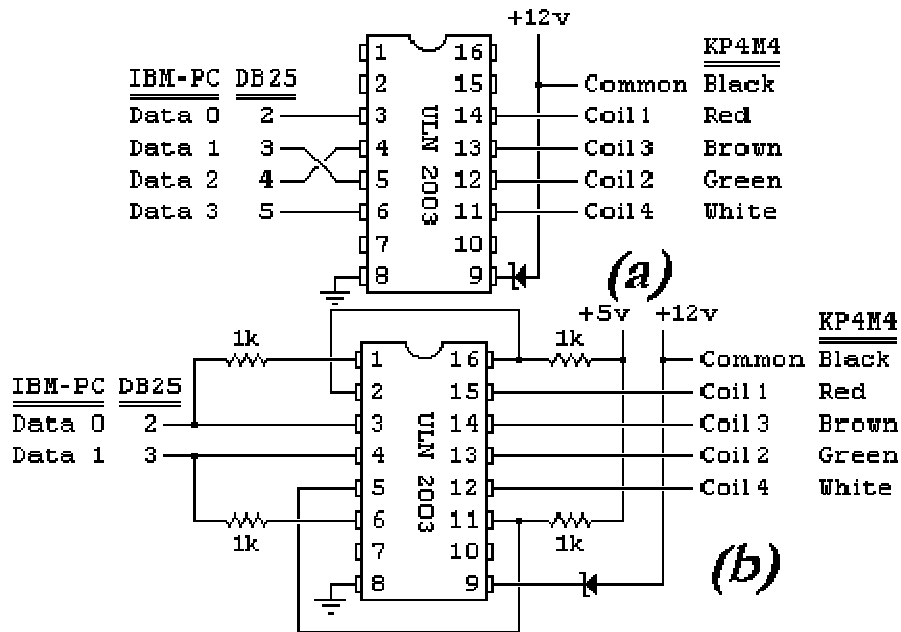 +12v
KP4M4
IBM-PC DB25
1 16
2 15 Common Black
Data 0 2 3 14 Coil 1 Red
Data 1 3 4 13 Coil 3 Brown
Data 2 4 5 12 Coil 2 Green
Data 3 5 6 11 Coil 4 White
7 10
8 9
ULN 2003
(a)
+5v +12v
KP4M4
1k 1 16 1k Common Black
IBM-PC DB25 2 15 Coil 1 Red
Data 0 2 3 14 Coil 3 Brown
Data 1 3 4 13 Coil 2 Green
5 12 Coil 4 White
1k 6 11 1k
7 10
8 9
ULN 2003
(b)